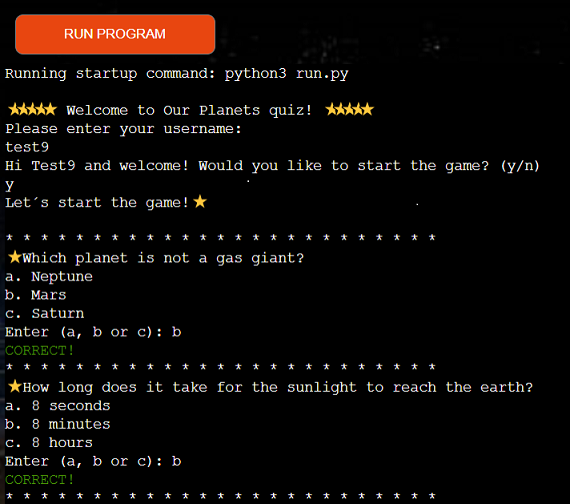 RUN PROGRAM
Running startup command: python3 run.py
⭐⭐⭐⭐⭐ Welcome to Our Planets quiz! ⭐⭐⭐⭐⭐
Please enter your username:
test9
Hi Test9 and welcome! Would you like to start the game? (y/n)
y
Let´s start the game!⭐
* * * * * * * * * * * * * * * * * * * * * * * *
⭐Which planet is not a gas giant?
a. Neptune
b. Mars
c. Saturn
Enter (a, b or c): b
CORRECT!
* * * * * * * * * * * * * * * * * * * * * * * *
⭐How long does it take for the sunlight to reach the earth?
a. 8 seconds
b. 8 minutes
c. 8 hours
Enter (a, b or c): b
CORRECT!
* * * * * * * * * * * * * * * * * * * * * * * *